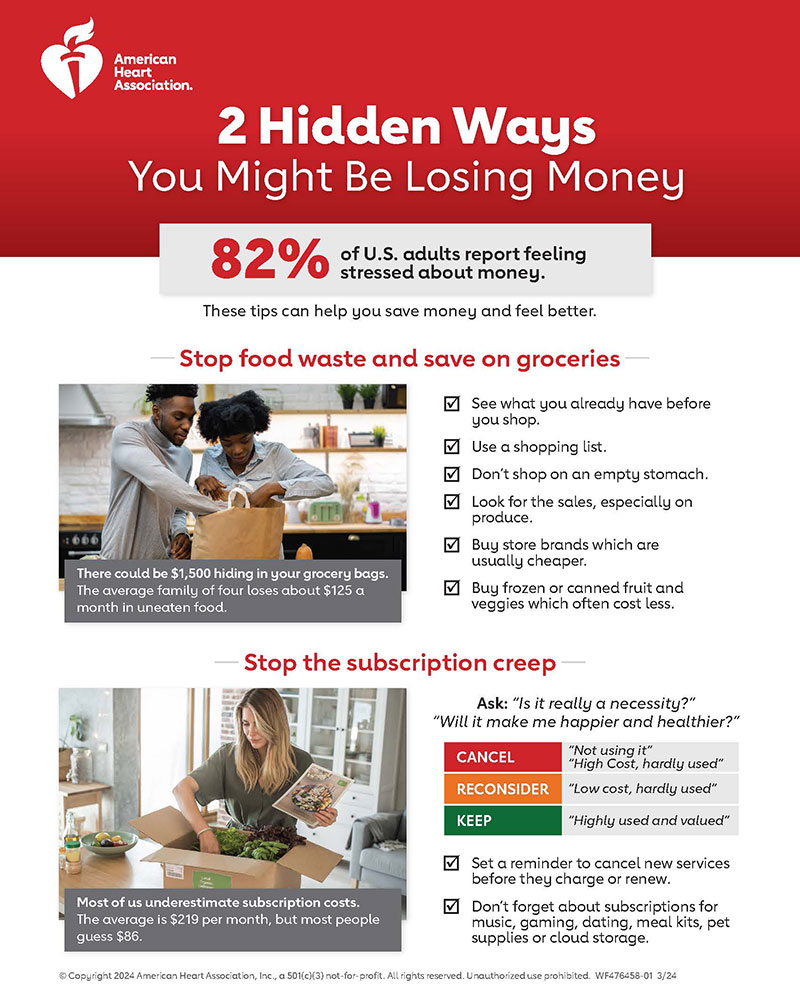 American
Heart
Association.
2 Hidden Ways
You Might Be Losing Money
82% of U.S. adults report feeling
stressed about money.
These tips can help you save money and feel better.
Stop food waste and save on groceries
There could be $1,500 hiding in your grocery bags.
The average family of four loses about $125 a
month in uneaten food.
See what you already have before
you shop.
Use a shopping list.
Don't shop on an empty stomach.
Look for the sales, especially on
produce.
Buy store brands which are
usually cheaper.
Buy frozen or canned fruit and
veggies which often cost less.
Stop the subscription creep
Most of us underestimate subscription costs.
The average is $219 per month, but most people
guess $86.
Ask: "Is it really a necessity?"
"Will it make me happier and healthier?"
CANCEL
"Not using it"
"High Cost, hardly used"
RECONSIDER
"Low cost, hardly used"
KEEP
"Highly used and valued"
Set a reminder to cancel new services
before they charge or renew.
Don't forget about subscriptions for
music, gaming, dating, meal kits, pet
supplies or cloud storage.
© Copyright 2024 American Heart Association, Inc., a 501(c)(3) not-for-profit. All rights reserved. Unauthorized use prohibited. WF476458-01 3/24